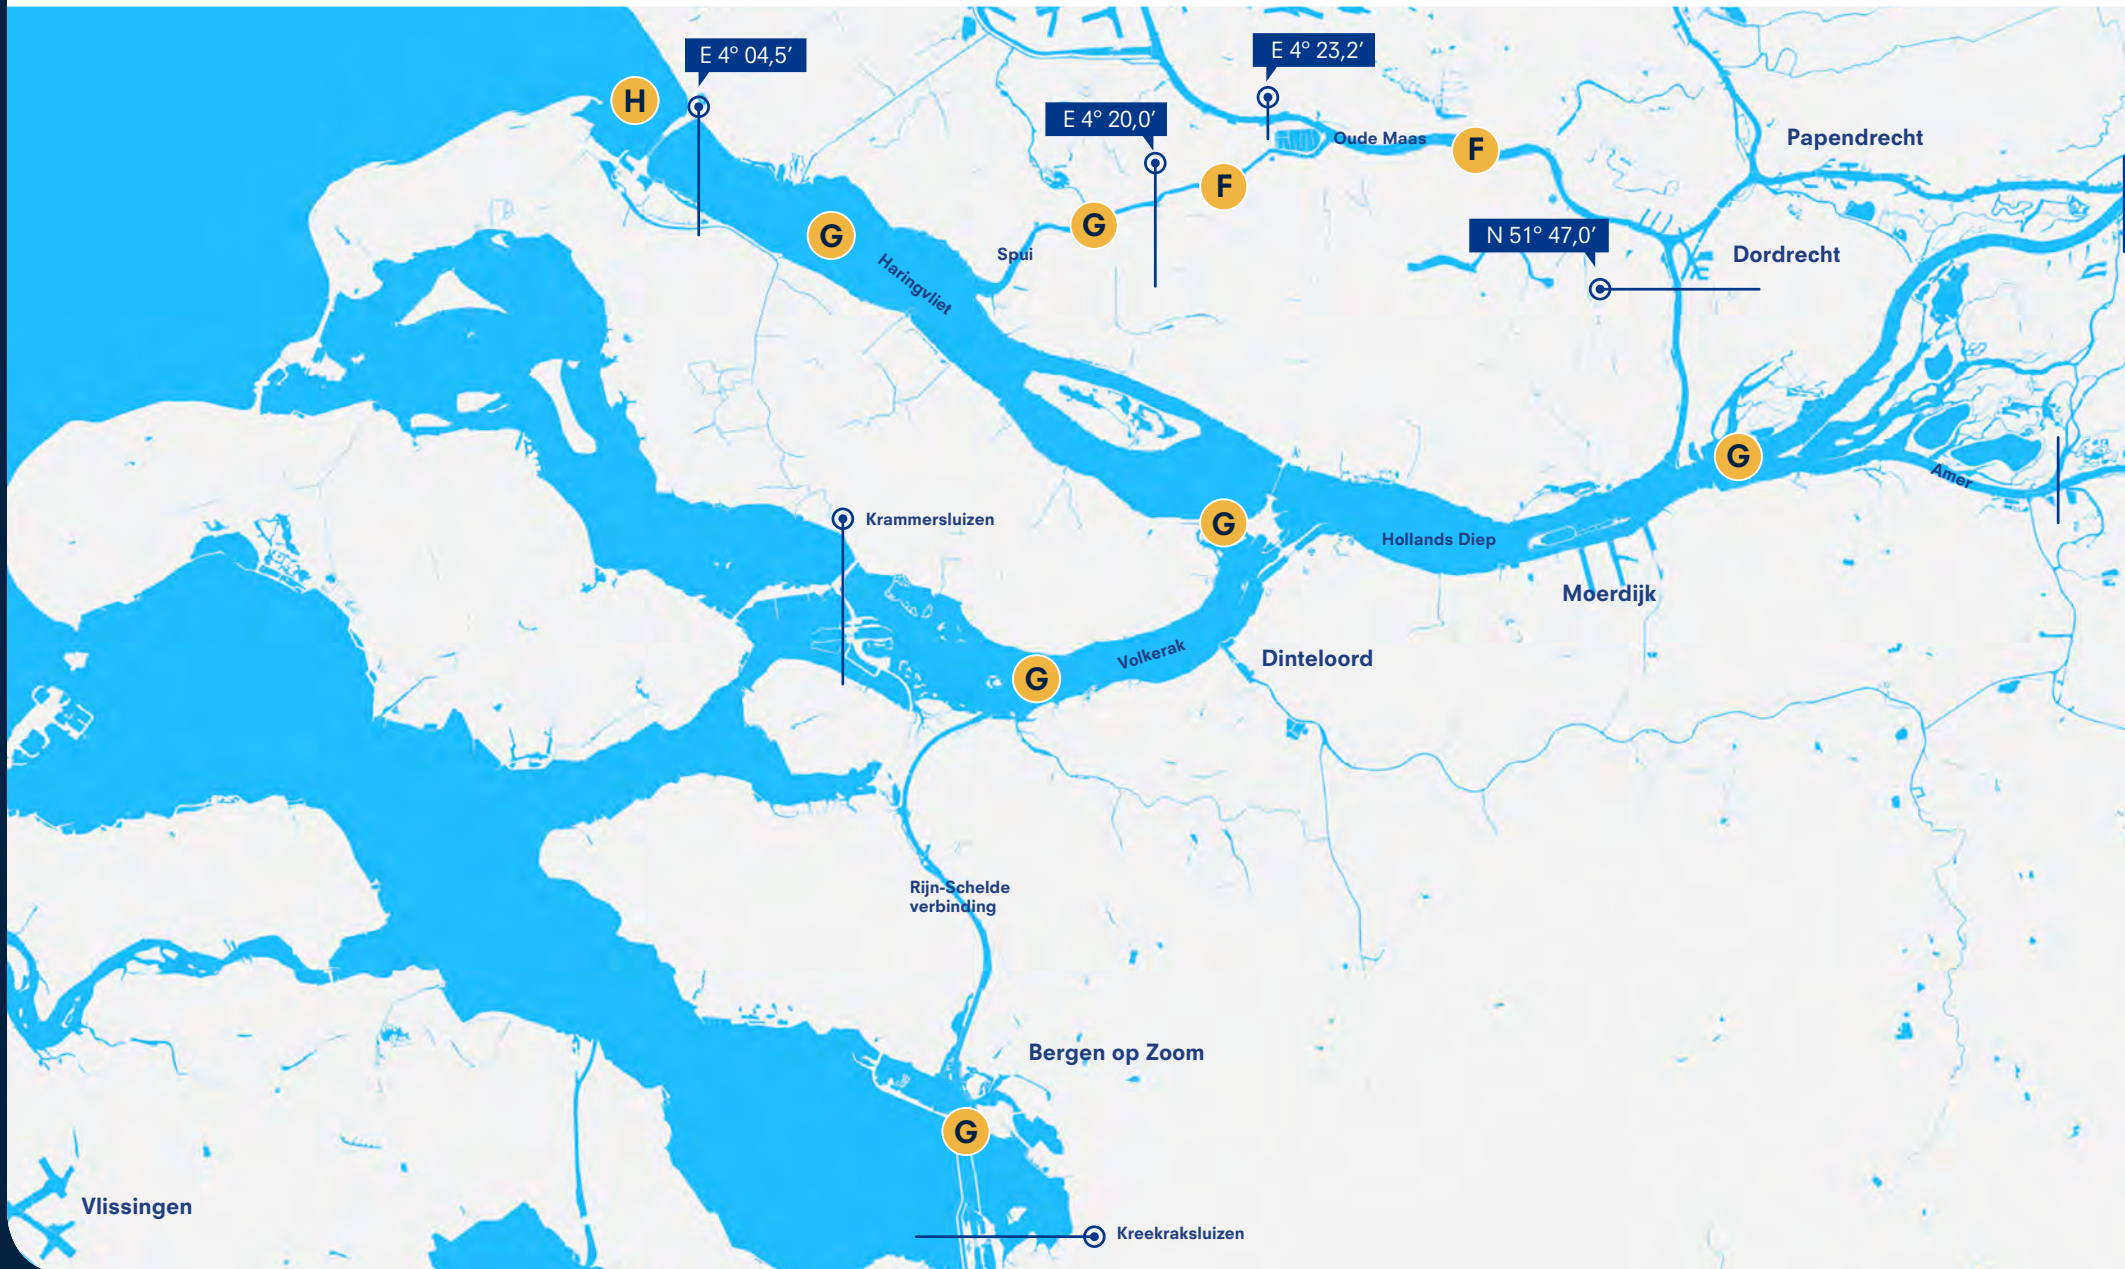 E 4° 04,5’
E 4° 23,2’
H
E 4° 20,0’
Oude Maas
F
Papendrecht
F
G
G
N 51° 47,0’
Spui
Dordrecht
Haringvliet
G
Amer
Krammersluizen
G
Hollands Diep
Moerdijk
Volkerak
Dinteloord
G
Rijn-Schelde
verbinding
Bergen op Zoom
G
Vlissingen
Kreekraksluizen